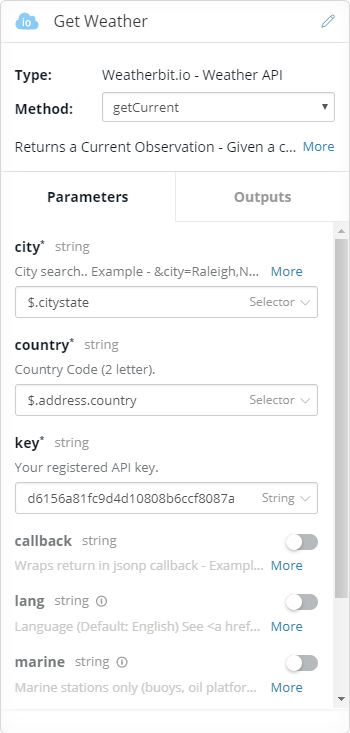 io Get Weather
Type: Weatherbit.io - Weather API
Method: getCurrent
Returns a Current Observation - Given a c... More
Parameters Outputs
city* string
City search.. Example - &city=Raleigh,N... More
$.citystate Selector
country* string
Country Code (2 letter).
$.address.country Selector
key* string
Your registered API key.
d6156a81fc9d4d10808b6ccf8087a String
callback string
Wraps return in jsonp callback - Exampl... More
lang string
Language (Default: English) See <a href... More
marine string
Marine stations only (buoys, oil platfor... More